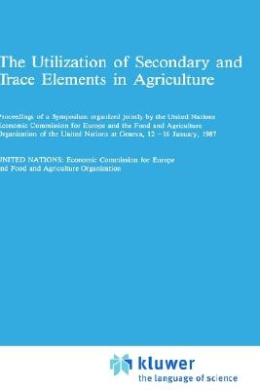 The Utilization of Secondary and
Trace Elements in Agriculture
Proceedings of a Symposium organized jointly by the United Nations
Economic Commission for Europe and the Food and Agriculture
Organization of the United Nations at Geneva, 12 – 16 January, 1987
UNITED NATIONS: Economic Commission for Europe
and Food and Agriculture Organization
kluwer
the language of science